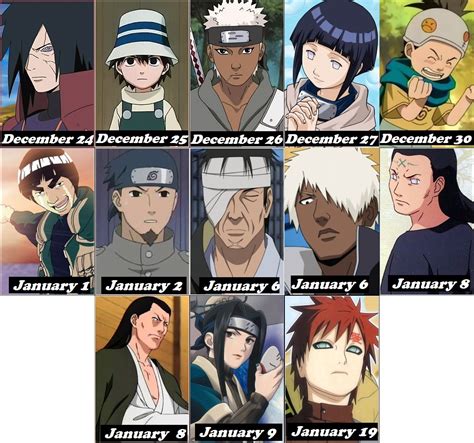 December 24
December 25
December 26
December 27
December 30
January 1
January 2
January 6
January 6
January 8
January 8
January 9
January 19